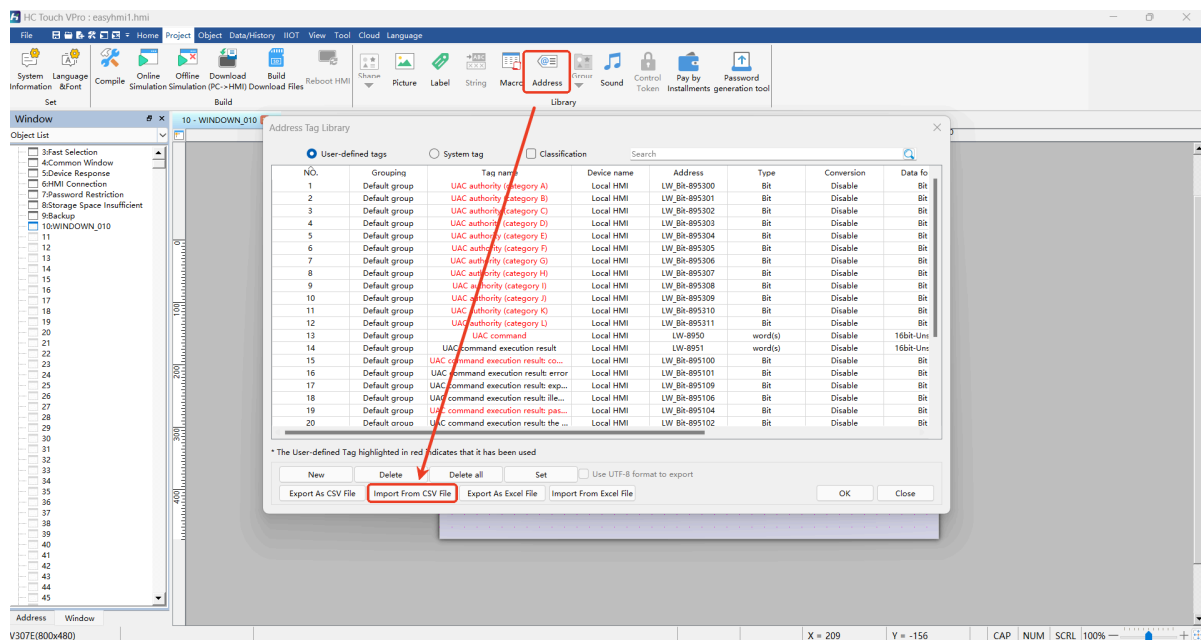 HC Touch VPro : easyhmi1.hmi
File Home Project Object Data/History IIOT View Tool Cloud Language
System Information
Language &Font
Compile
Online Simulation
Offline Simulation
Download (PC->HMI)
Build Download Files
Reboot HMI
Shape
Picture
Label
String
Macro
Address
Group
Sound
Control Token
Pay by Installments
Password generation tool
Set Build Library
Window
Object List
3:Fast Selection
4:Common Window
5:Device Response
6:HMI Connection
7:Password Restriction
8:Storage Space Insufficient
9:Backup
10:WINDOWN_010
11
12
13
14
15
16
17
18
19
20
21
22
23
24
25
26
27
28
29
30
31
32
33
34
35
36
37
38
39
40
41
42
43
44
45
Address Window
10 - WINDOWN_010
0
100
200
300
400
Address Tag Library
User-defined tags System tag Classification Search
NO. Grouping Tag name Device name Address Type Conversion Data fo
1 Default group UAC authority (category A) Local HMI LW_Bit-895300 Bit Disable Bit
2 Default group UAC authority (category B) Local HMI LW_Bit-895301 Bit Disable Bit
3 Default group UAC authority (category C) Local HMI LW_Bit-895302 Bit Disable Bit
4 Default group UAC authority (category D) Local HMI LW_Bit-895303 Bit Disable Bit
5 Default group UAC authority (category E) Local HMI LW_Bit-895304 Bit Disable Bit
6 Default group UAC authority (category F) Local HMI LW_Bit-895305 Bit Disable Bit
7 Default group UAC authority (category G) Local HMI LW_Bit-895306 Bit Disable Bit
8 Default group UAC authority (category H) Local HMI LW_Bit-895307 Bit Disable Bit
9 Default group UAC authority (category I) Local HMI LW_Bit-895308 Bit Disable Bit
10 Default group UAC authority (category J) Local HMI LW_Bit-895309 Bit Disable Bit
11 Default group UAC authority (category K) Local HMI LW_Bit-895310 Bit Disable Bit
12 Default group UAC authority (category L) Local HMI LW_Bit-895311 Bit Disable Bit
13 Default group UAC command Local HMI LW-8950 word(s) Disable 16bit-Uns
14 Default group UAC command execution result Local HMI LW-8951 word(s) Disable 16bit-Uns
15 Default group UAC command execution result: co... Local HMI LW_Bit-895100 Bit Disable Bit
16 Default group UAC command execution result: error Local HMI LW_Bit-895101 Bit Disable Bit
17 Default group UAC command execution result: exp... Local HMI LW_Bit-895109 Bit Disable Bit
18 Default group UAC command execution result: ille... Local HMI LW_Bit-895106 Bit Disable Bit
19 Default group UAC command execution result: pas... Local HMI LW_Bit-895104 Bit Disable Bit
20 Default group UAC command execution result: the ... Local HMI LW_Bit-895102 Bit Disable Bit
* The User-defined Tag highlighted in red indicates that it has been used
New Delete Delete all Set Use UTF-8 format to export
Export As CSV File Import From CSV File Export As Excel File Import From Excel File OK Close
V307E(800x480) X = 209 Y = -156 CAP NUM SCRL 100%